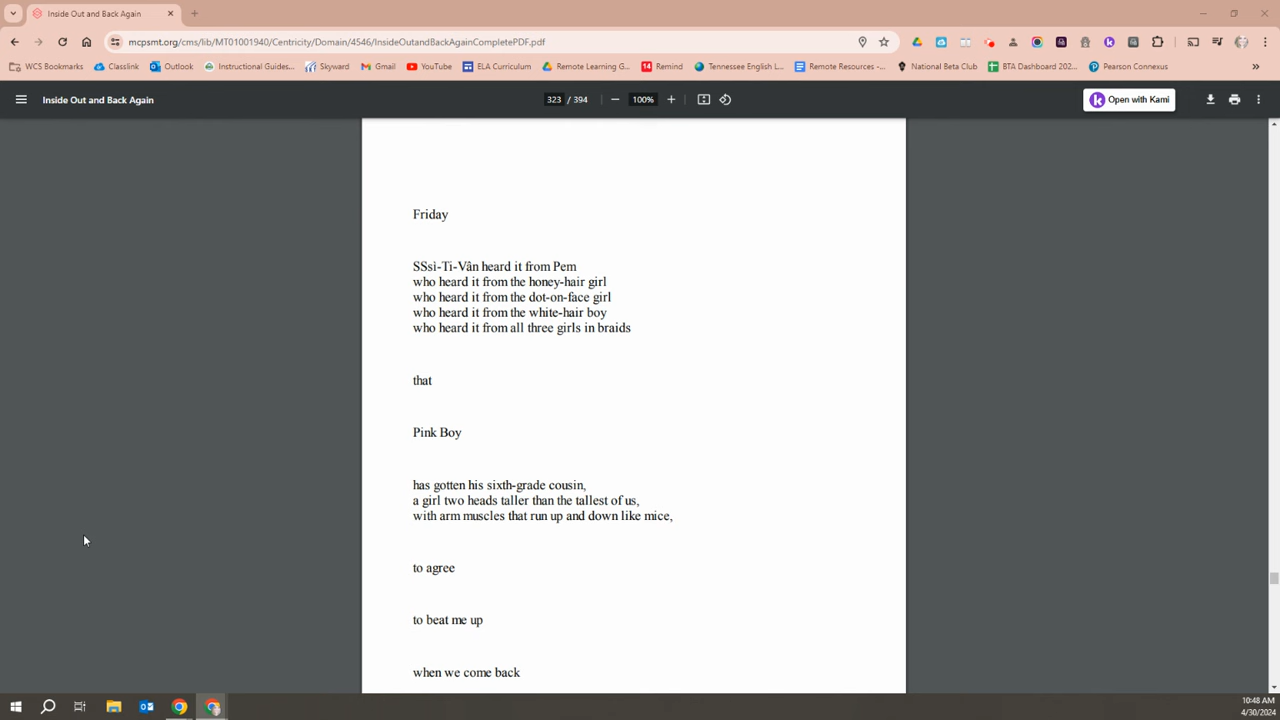 Inside Out and Back Again
mcpsmt.org/cms/lib/MT01001940/Centricity/Domain/4546/InsideOutandBackAgainCompletePDF.pdf
WCS Bookmarks
Classlink
Outlook
Instructional Guides...
Skyward
Gmail
YouTube
ELA Curriculum
Remote Learning G...
Remind
Tennessee English L...
Remote Resources -...
National Beta Club
BTA Dashboard 202...
Pearson Connexus
Inside Out and Back Again
323 / 394
100%
Open with Kami
Friday
SSsì-Ti-Vân heard it from Pem
who heard it from the honey-hair girl
who heard it from the dot-on-face girl
who heard it from the white-hair boy
who heard it from all three girls in braids
that
Pink Boy
has gotten his sixth-grade cousin,
a girl two heads taller than the tallest of us,
with arm muscles that run up and down like mice,
to agree
to beat me up
when we come back
10:48 AM
4/30/2024